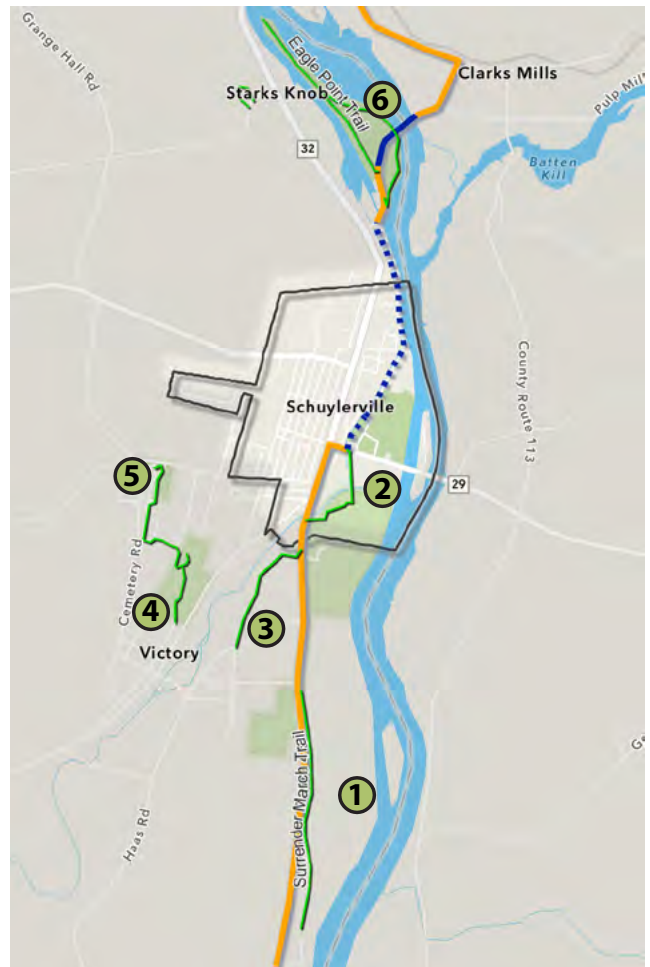 Grange Hall Rd
Eagle Point Trail
Starks Knob
6
Clarks Mills
Pulp Mill
32
Batten
Kill
County Route 113
Schuylerville
5
2
29
Cemetery Rd
4
3
Victory
1
Surrender March Trail
Haas Rd
Ge